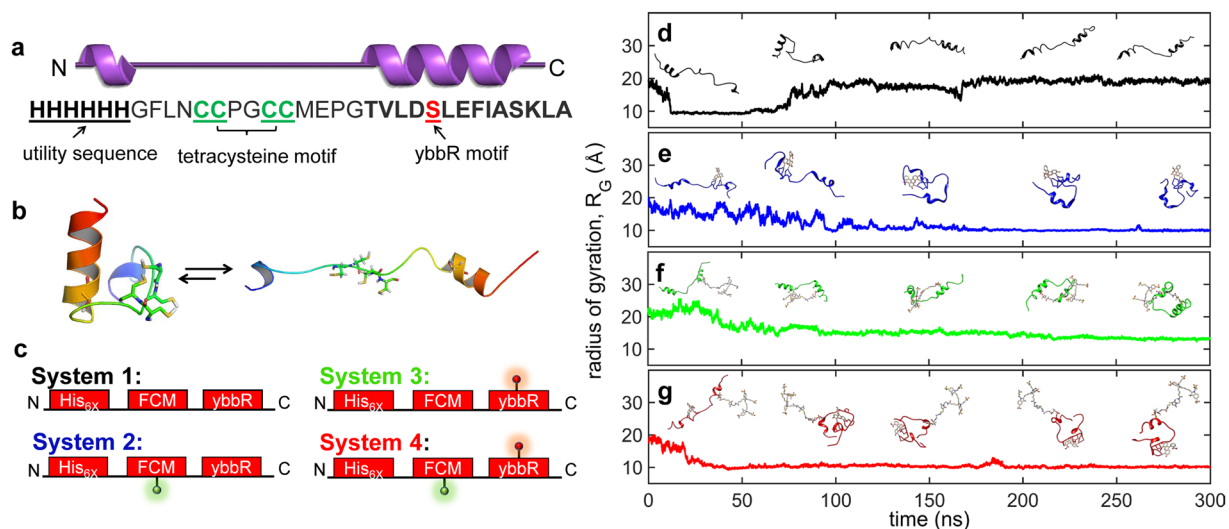 a
N
C
HHHHHHGFLNCCPGCCMEPGTVLDSLEFIASKLA
utility sequence
tetracysteine motif
ybbR motif
b
c
System 1:
N His6X FCM ybbR C
System 3:
N His6X FCM ybbR C
System 2:
N His6X FCM ybbR C
System 4:
N His6X FCM ybbR C
radius of gyration, RG (Å)
d
30
20
10
e
30
20
10
f
30
20
10
g
30
20
10
0 50 100 150 200 250 300
time (ns)